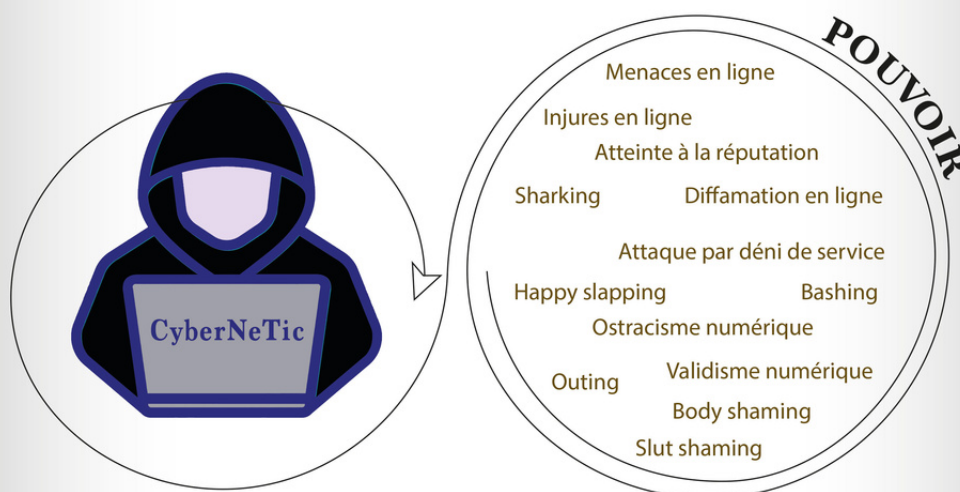 POUVOIR
Menaces en ligne
Injures en ligne
Atteinte à la réputation
Sharking
Diffamation en ligne
Attaque par déni de service
Happy slapping
Bashing
Ostracisme numérique
Outing
Validisme numérique
Body shaming
Slut shaming
CyberNeTic